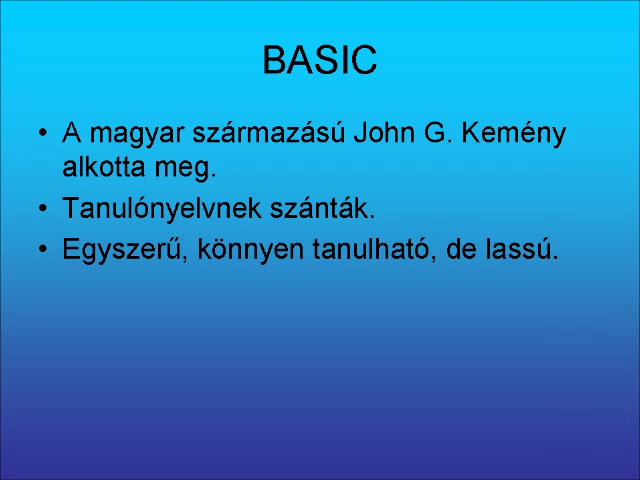 BASIC
• A magyar származású John G. Kemény
alkotta meg.
• Tanulónyelvnek szánták.
• Egyszerű, könnyen tanulható, de lassú.